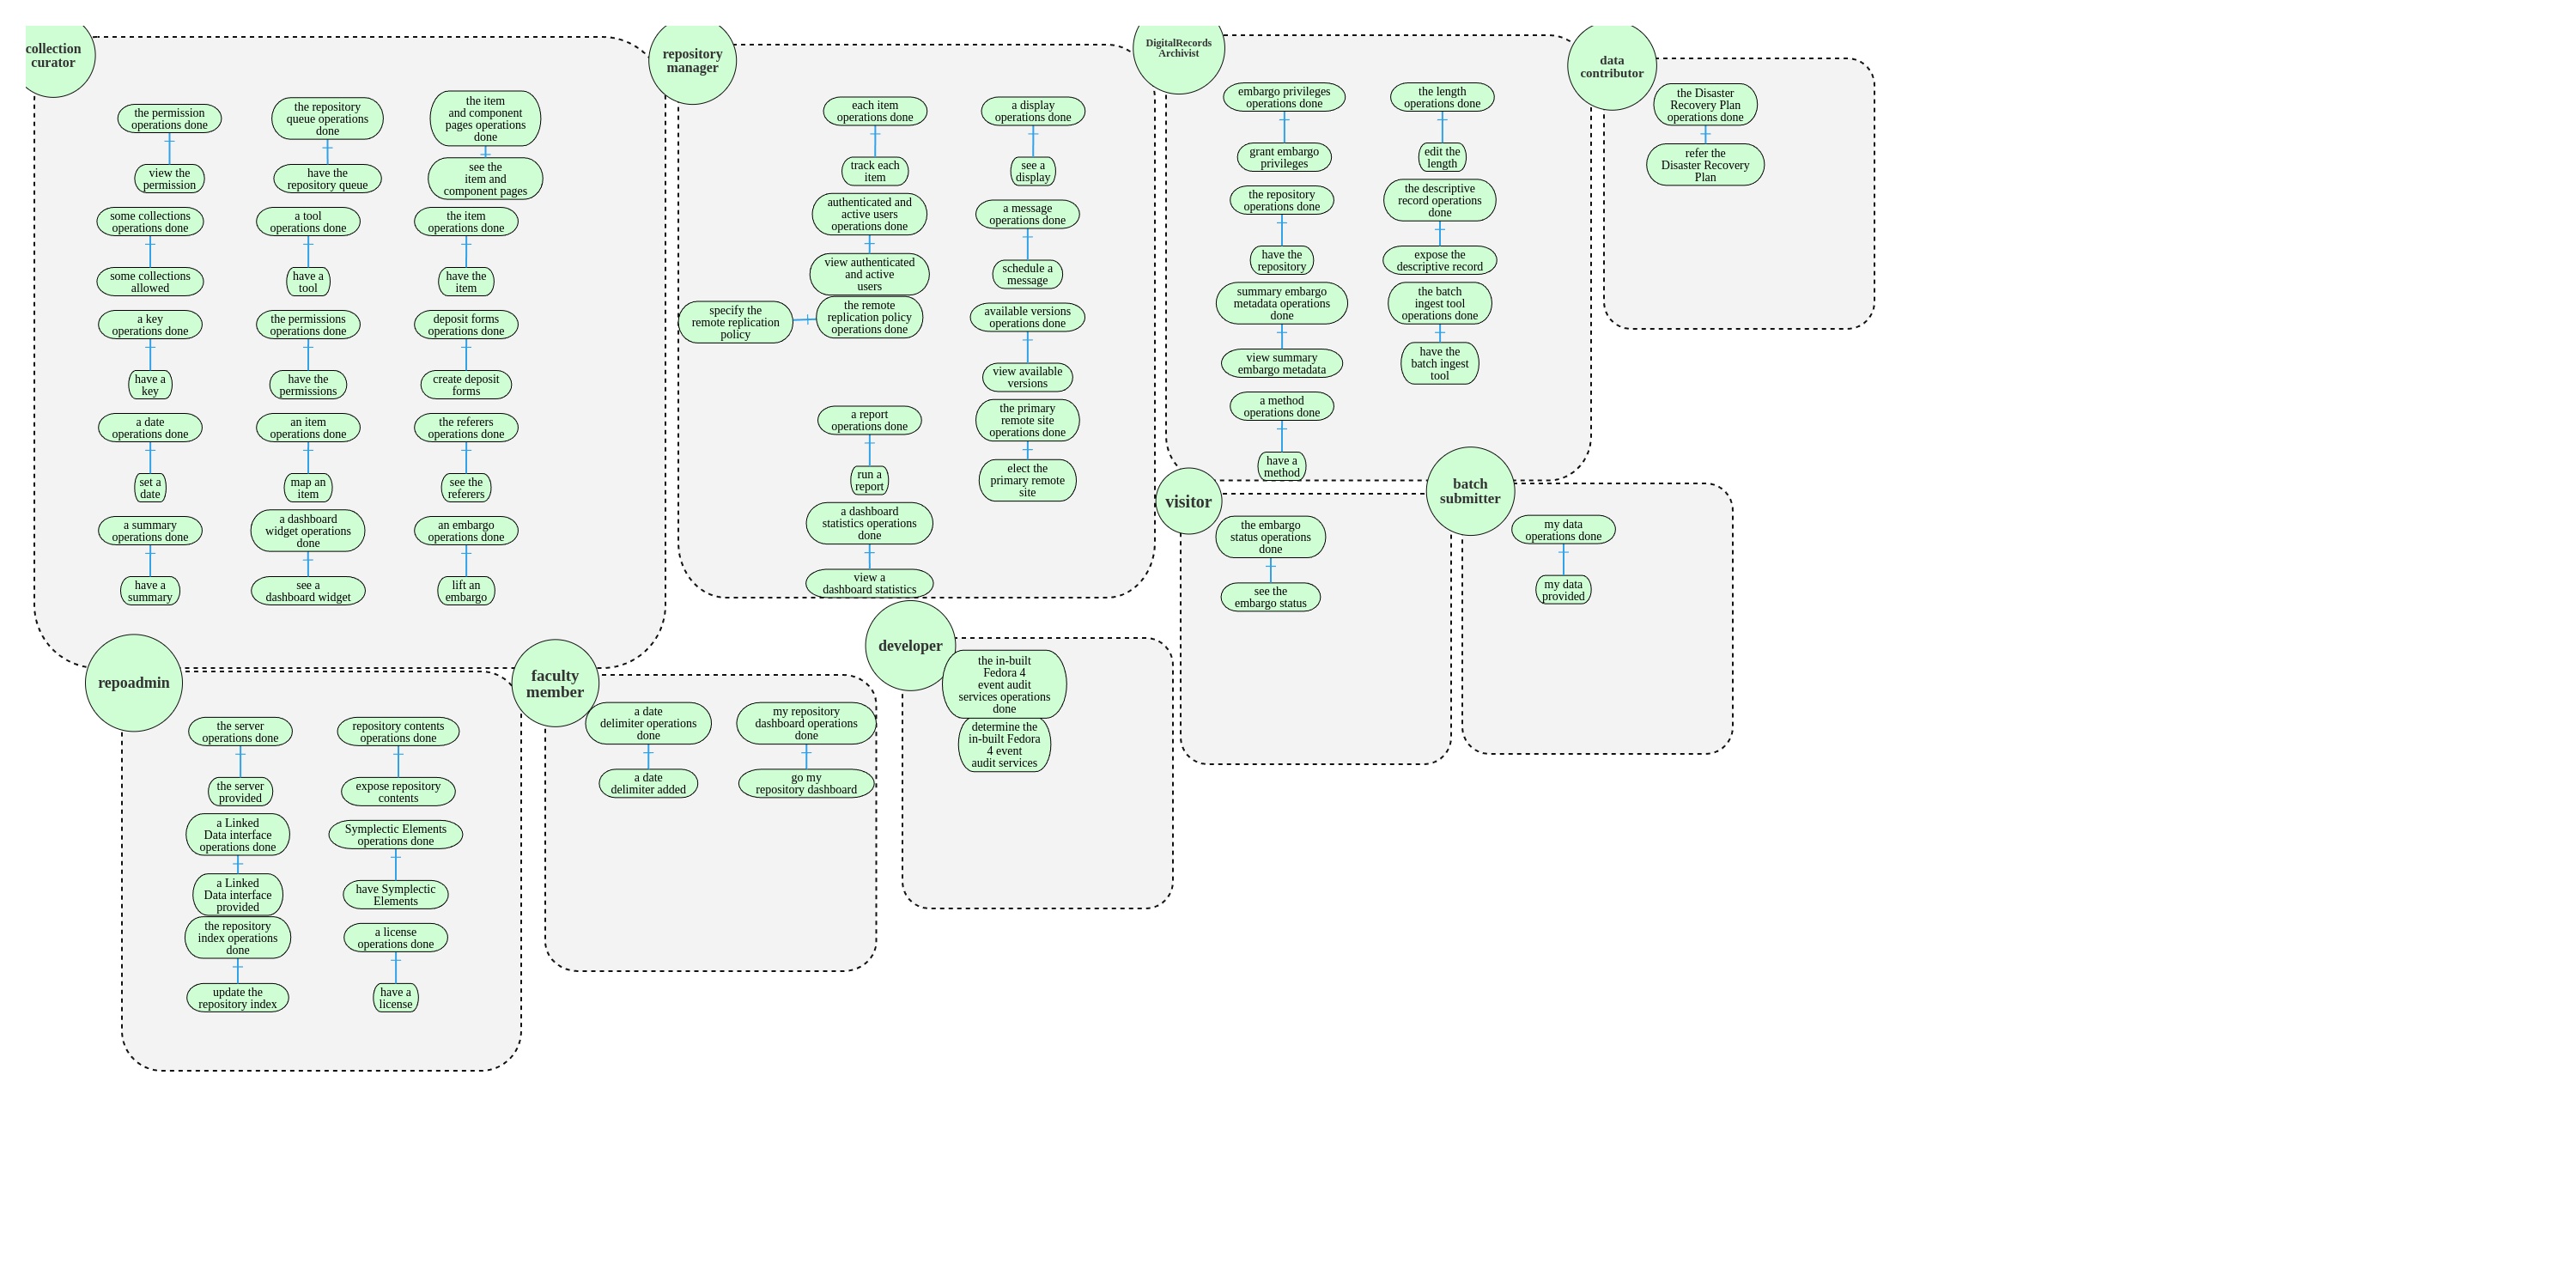 collection
curator
the permission
operations done
view the
permission
the repository
queue operations
done
have the
repository queue
the item
and component
pages operations
done
see the
item and
component pages
some collections
operations done
some collections
allowed
a tool
operations done
have a
tool
the item
operations done
have the
item
a key
operations done
have a
key
the permissions
operations done
have the
permissions
deposit forms
operations done
create deposit
forms
a date
operations done
set a
date
an item
operations done
map an
item
the referers
operations done
see the
referers
a summary
operations done
have a
summary
a dashboard
widget operations
done
see a
dashboard widget
an embargo
operations done
lift an
embargo
repository
manager
each item
operations done
track each
item
a display
operations done
see a
display
authenticated and
active users
operations done
view authenticated
and active
users
a message
operations done
schedule a
message
specify the
remote replication
policy
the remote
replication policy
operations done
available versions
operations done
view available
versions
a report
operations done
run a
report
the primary
remote site
operations done
elect the
primary remote
site
a dashboard
statistics operations
done
view a
dashboard statistics
DigitalRecords
Archivist
embargo privileges
operations done
grant embargo
privileges
the length
operations done
edit the
length
the repository
operations done
have the
repository
the descriptive
record operations
done
expose the
descriptive record
summary embargo
metadata operations
done
view summary
embargo metadata
the batch
ingest tool
operations done
have the
batch ingest
tool
a method
operations done
have a
method
data
contributor
the Disaster
Recovery Plan
operations done
refer the
Disaster Recovery
Plan
visitor
the embargo
status operations
done
see the
embargo status
batch
submitter
my data
operations done
my data
provided
repoadmin
the server
operations done
the server
provided
repository contents
operations done
expose repository
contents
a Linked
Data interface
operations done
a Linked
Data interface
provided
Symplectic Elements
operations done
have Symplectic
Elements
the repository
index operations
done
update the
repository index
a license
operations done
have a
license
faculty
member
a date
delimiter operations
done
a date
delimiter added
my repository
dashboard operations
done
go my
repository dashboard
developer
the in-built
Fedora 4
event audit
services operations
done
determine the
in-built Fedora
4 event
audit services